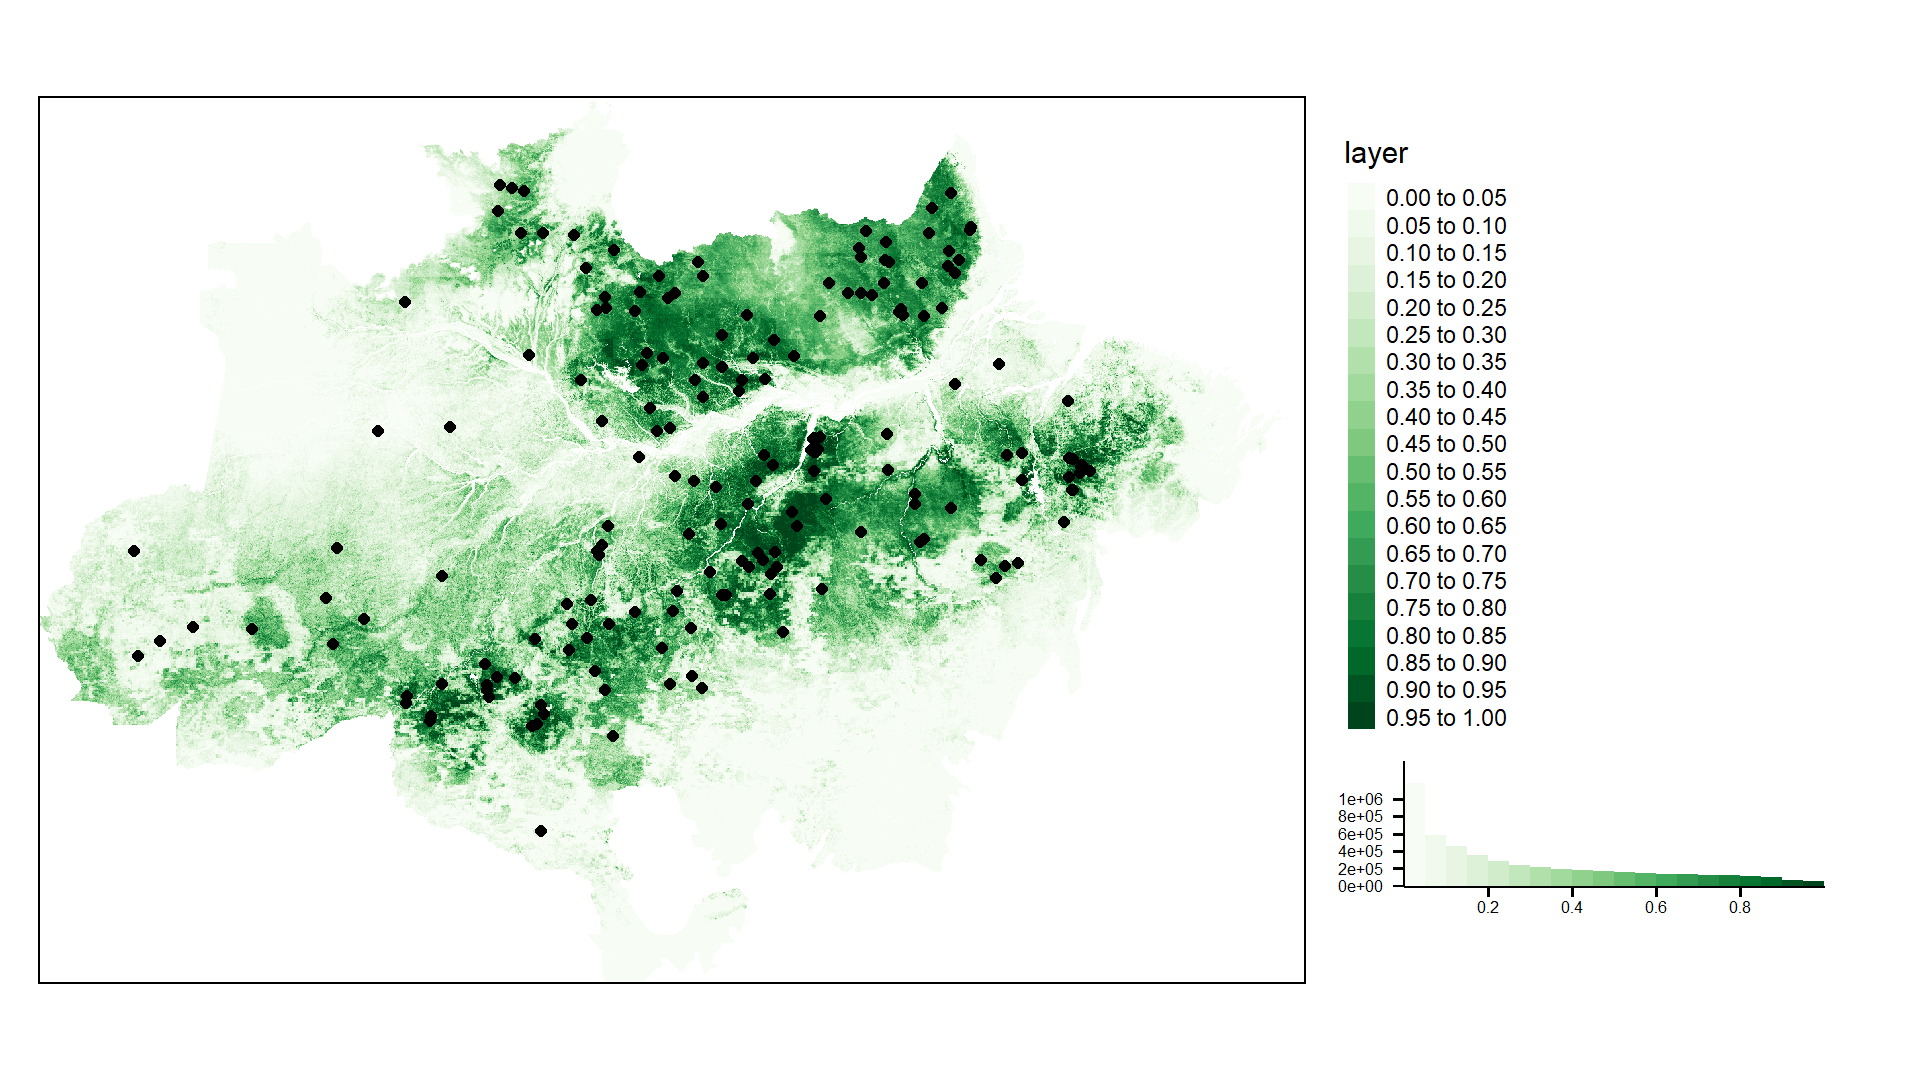 layer
0.00 to 0.05
0.05 to 0.10
0.10 to 0.15
0.15 to 0.20
0.20 to 0.25
0.25 to 0.30
0.30 to 0.35
0.35 to 0.40
0.40 to 0.45
0.45 to 0.50
0.50 to 0.55
0.55 to 0.60
0.60 to 0.65
0.65 to 0.70
0.70 to 0.75
0.75 to 0.80
0.80 to 0.85
0.85 to 0.90
0.90 to 0.95
0.95 to 1.00
1e+06
8e+05
6e+05
4e+05
2e+05
0e+00
0.2 0.4 0.6 0.8